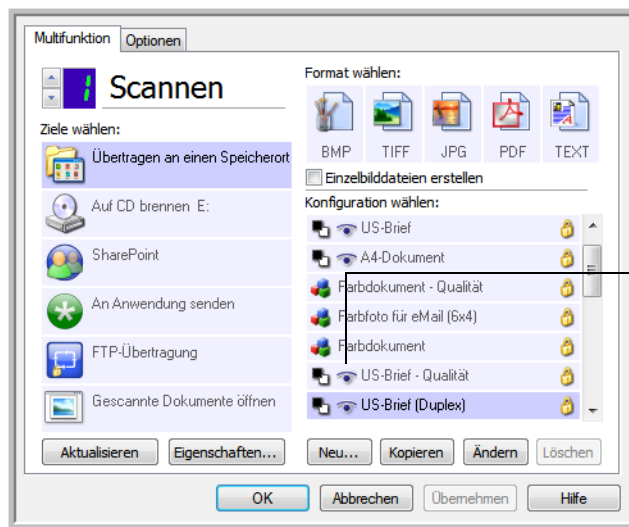 Multifunktion Optionen
1 Scannen
Ziele wählen:
Übertragen an einen Speicherort
Auf CD brennen E:
SharePoint
An Anwendung senden
FTP-Übertragung
Gescannte Dokumente öffnen
Aktualisieren Eigenschaften...
Format wählen:
BMP TIFF JPG PDF TEXT
Einzelbilddateien erstellen
Konfiguration wählen:
US-Brief
A4-Dokument
Farbdokument - Qualität
Farbfoto für eMail (6x4)
Farbdokument
US-Brief - Qualität
US-Brief (Duplex)
Neu... Kopieren Ändern Löschen
OK Abbrechen Übernehmen Hilfe